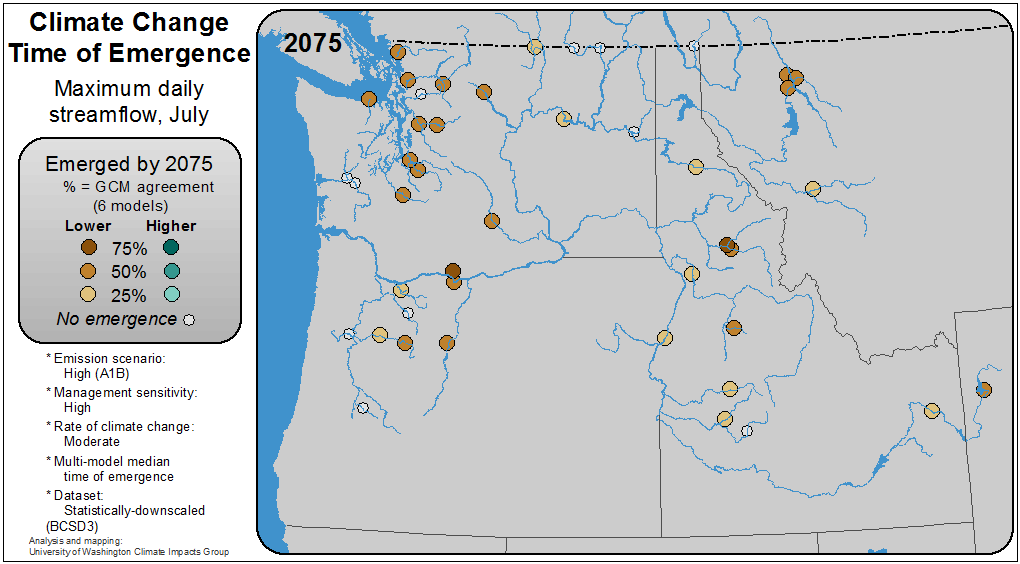 Climate Change
Time of Emergence
Maximum daily
streamflow, July
Emerged by 2075
% = GCM agreement
(6 models)
Lower Higher
75%
50%
25%
No emergence
* Emission scenario:
High (A1B)
* Management sensitivity:
High
* Rate of climate change:
Moderate
* Multi-model median
time of emergence
* Dataset:
Statistically-downscaled
(BCSD3)
Analysis and mapping:
University of Washington Climate Impacts Group
2075